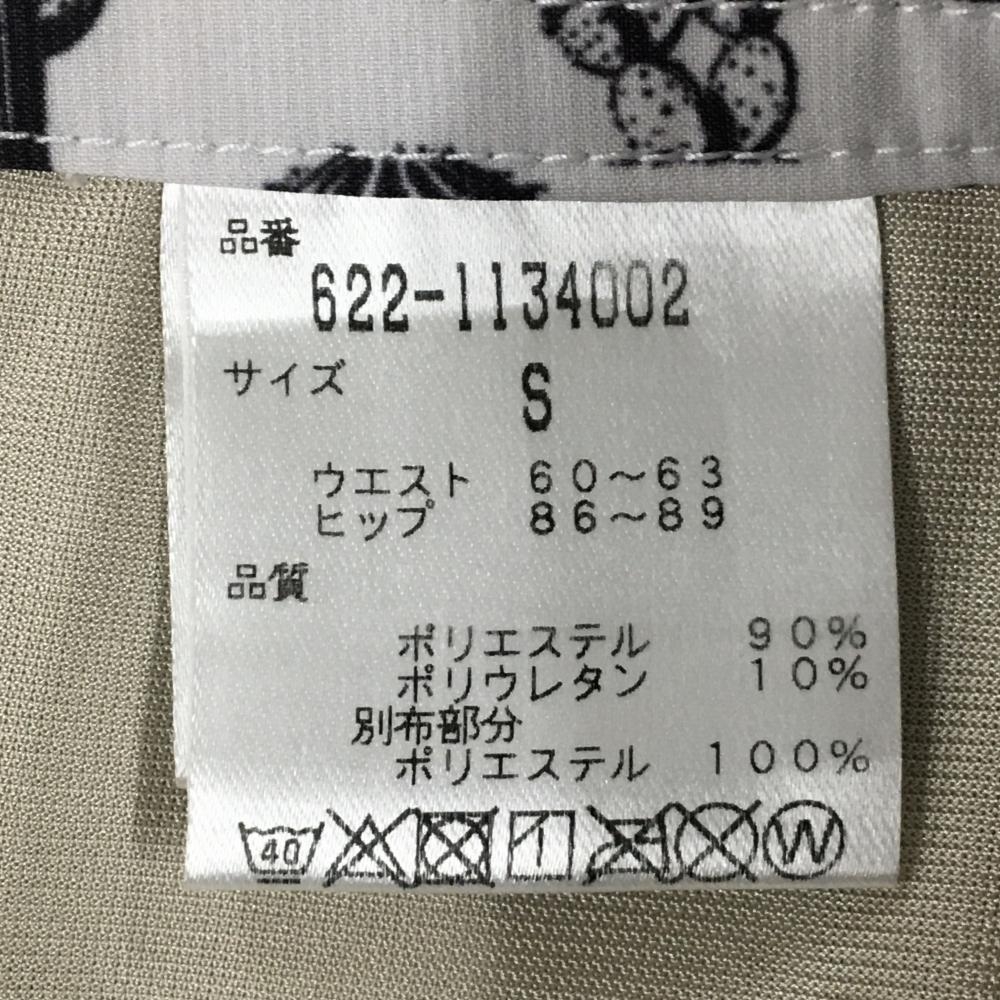 品番
622-1134002
サイズ S
ウエスト 60～63
ヒップ 86～89
品質
ポリエステル 90%
ポリウレタン 10%
別布部分
ポリエステル 100%
40 W